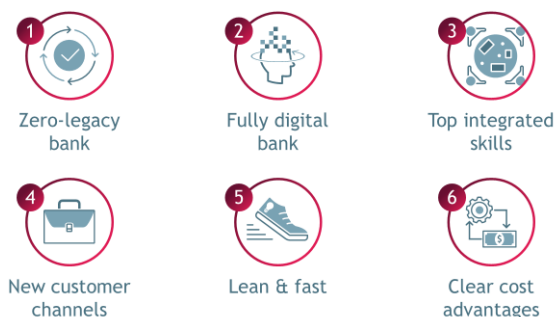 1
Zero-legacy
bank
2
Fully digital
bank
3
Top integrated
skills
4
New customer
channels
5
Lean & fast
6
$
Clear cost
advantages